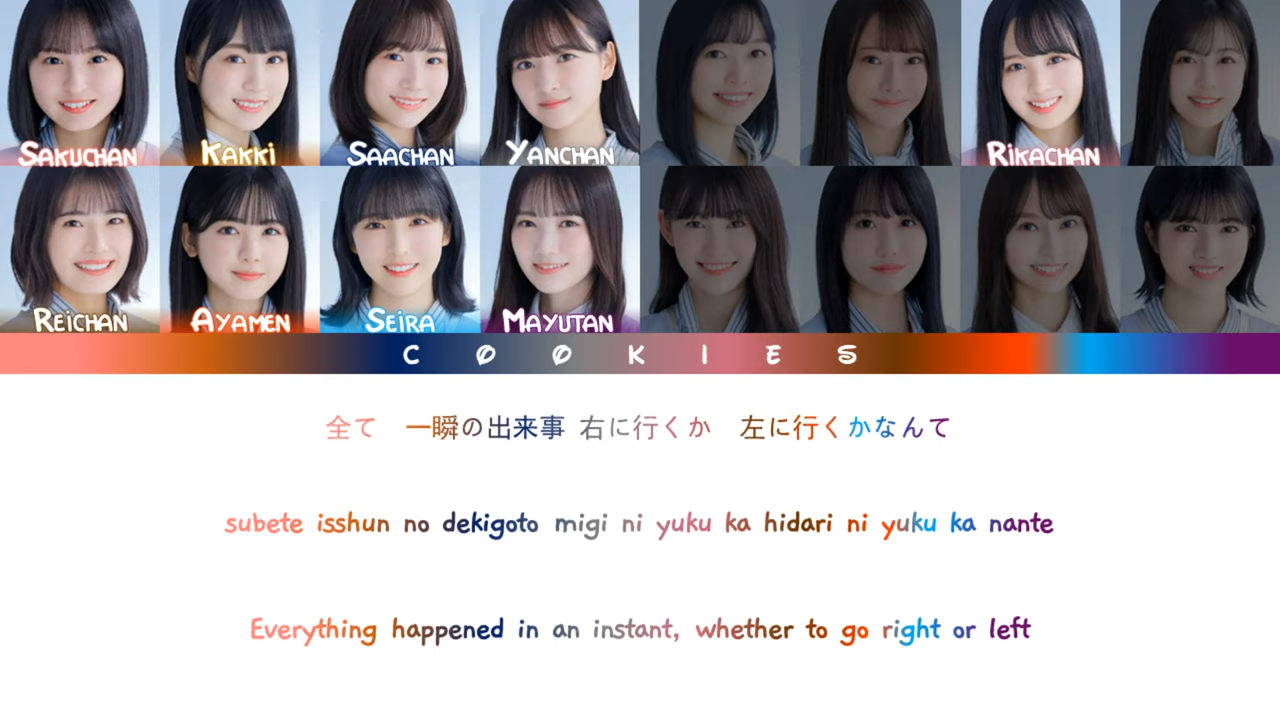 SAKUCHAN KAKKI SAACHAN YANCHAN RIKACHAN
REICHAN AYAMEN SEIRA MAYUTAN
COOKIES
全て　一瞬の出来事 右に行くか　左に行くかなんて
subete isshun no dekigoto migi ni yuku ka hidari ni yuku ka nante
Everything happened in an instant, whether to go right or left